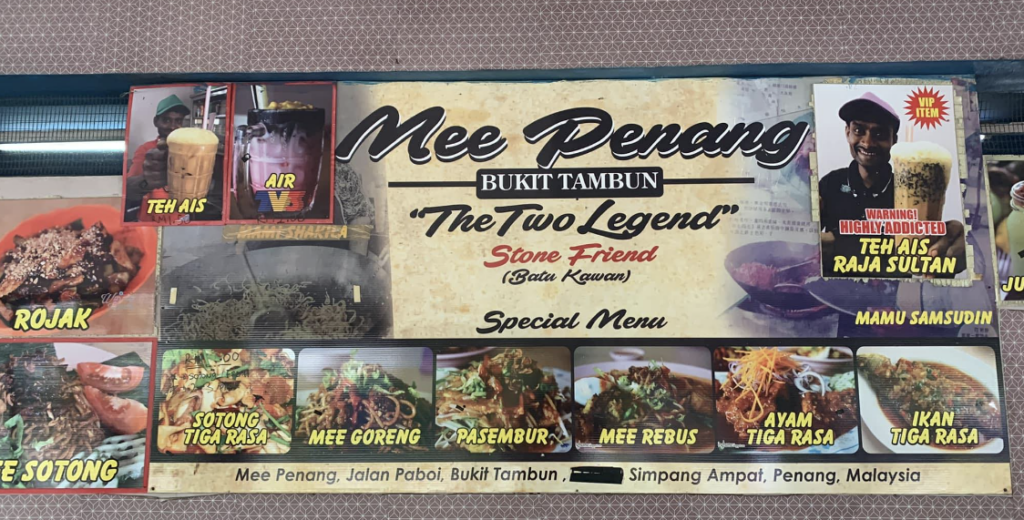 Mee Penang
BUKIT TAMBUN
"The Two Legend"
Stone Friend
(Batu Kawan)
Special Menu
TEH AIS
AIR
TV3
VIP
ITEM
WARNING!
HIGHLY ADDICTED
TEH AIS
RAJA SULTAN
MAMU SAMSUDIN
ROJAK
SOTONG
SOTONG
TIGA RASA
MEE GORENG
PASEMBUR
MEE REBUS
AYAM
TIGA RASA
IKAN
TIGA RASA
Mee Penang, Jalan Paboi, Bukit Tambun , Simpang Ampat, Penang, Malaysia